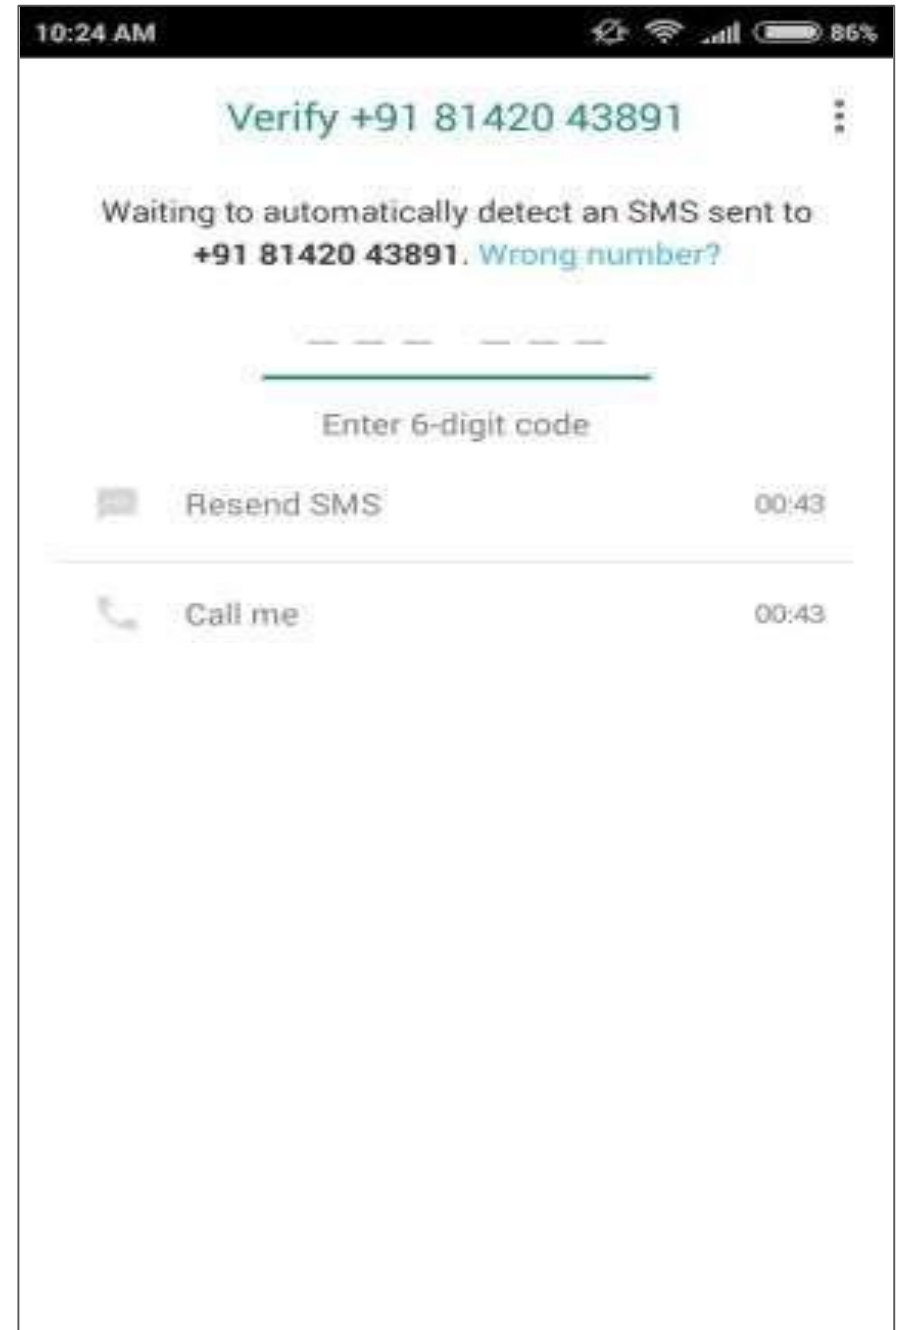 10:24 AM 86%
Verify +91 81420 43891
Waiting to automatically detect an SMS sent to
+91 81420 43891. Wrong number?
Enter 6-digit code
Resend SMS 00:43
Call me 00:43